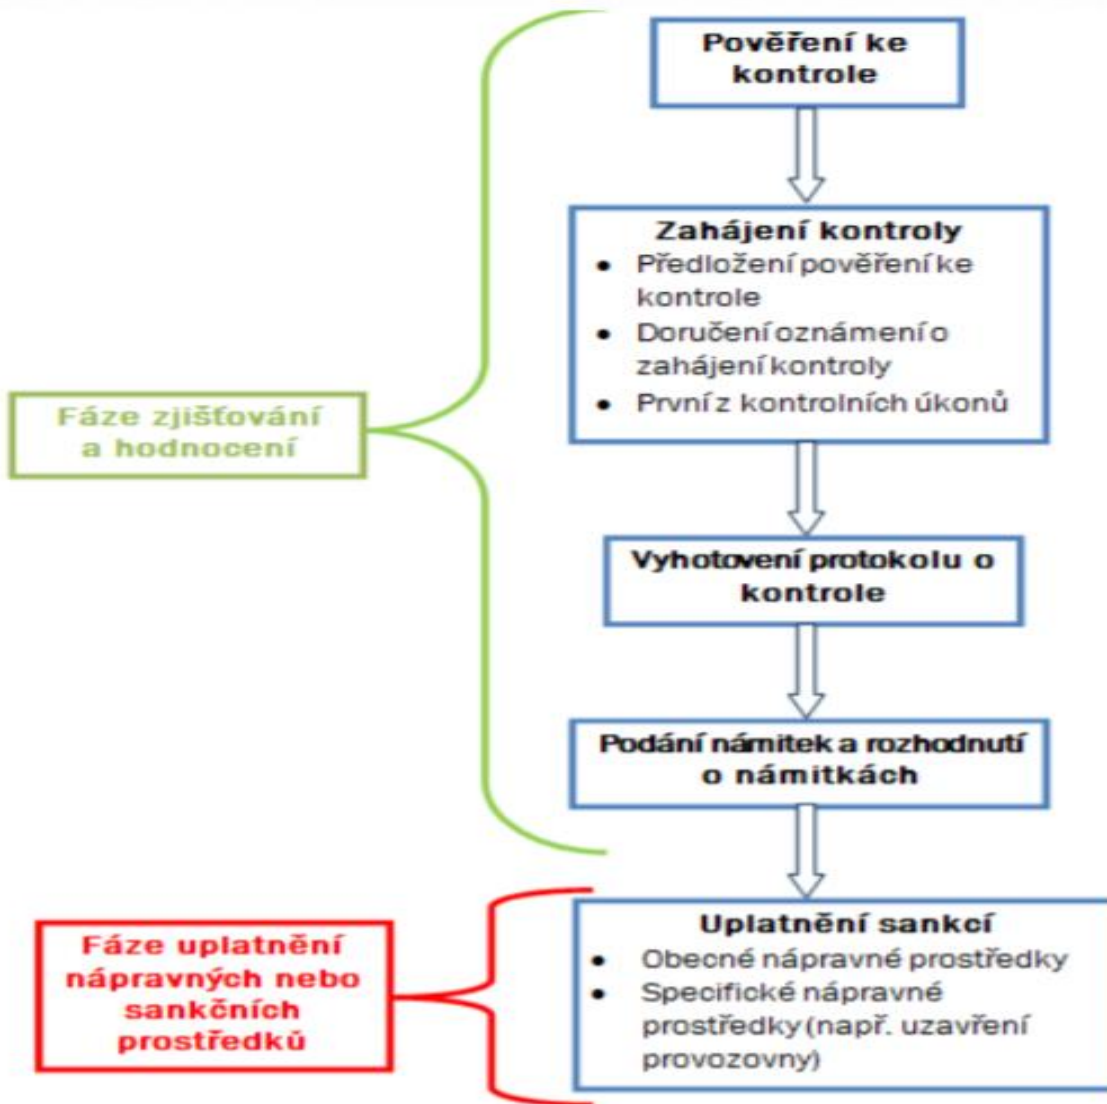 Pověření ke
kontrole
Zahájení kontroly
• Předložení pověření ke
kontrole
• Doručení oznámení o
zahájení kontroly
• První z kontrolních úkonů
Fáze zjišťování
a hodnocení
Vyhotovení protokolu o
kontrole
Podání námitek a rozhodnutí
o námitkách
Uplatnění sankcí
• Obecné nápravné prostředky
• Specifické nápravné
prostředky (např. uzavření
provozovny)
Fáze uplatnění
nápravných nebo
sankčních
prostředků